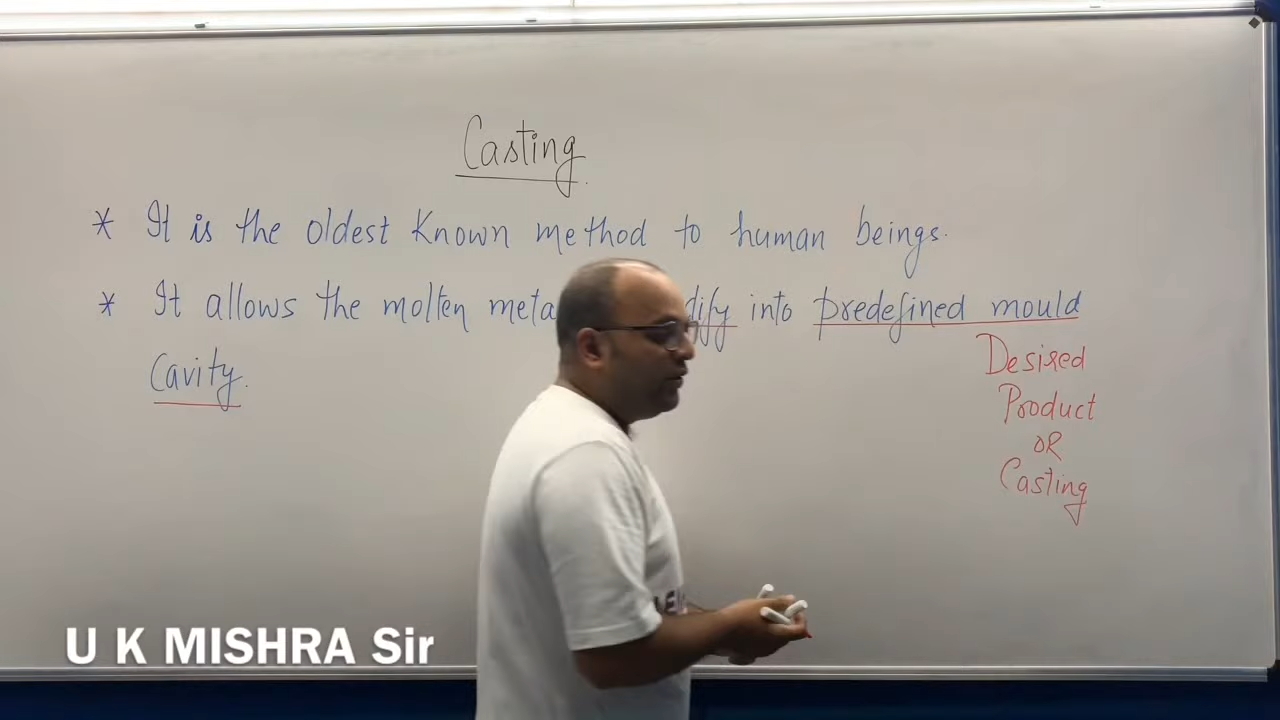 Casting
* It is the oldest Known method to human beings.
* It allows the molten into predefined mould
Cavity.
Desired
Product
OR
Casting
U K MISHRA Sir